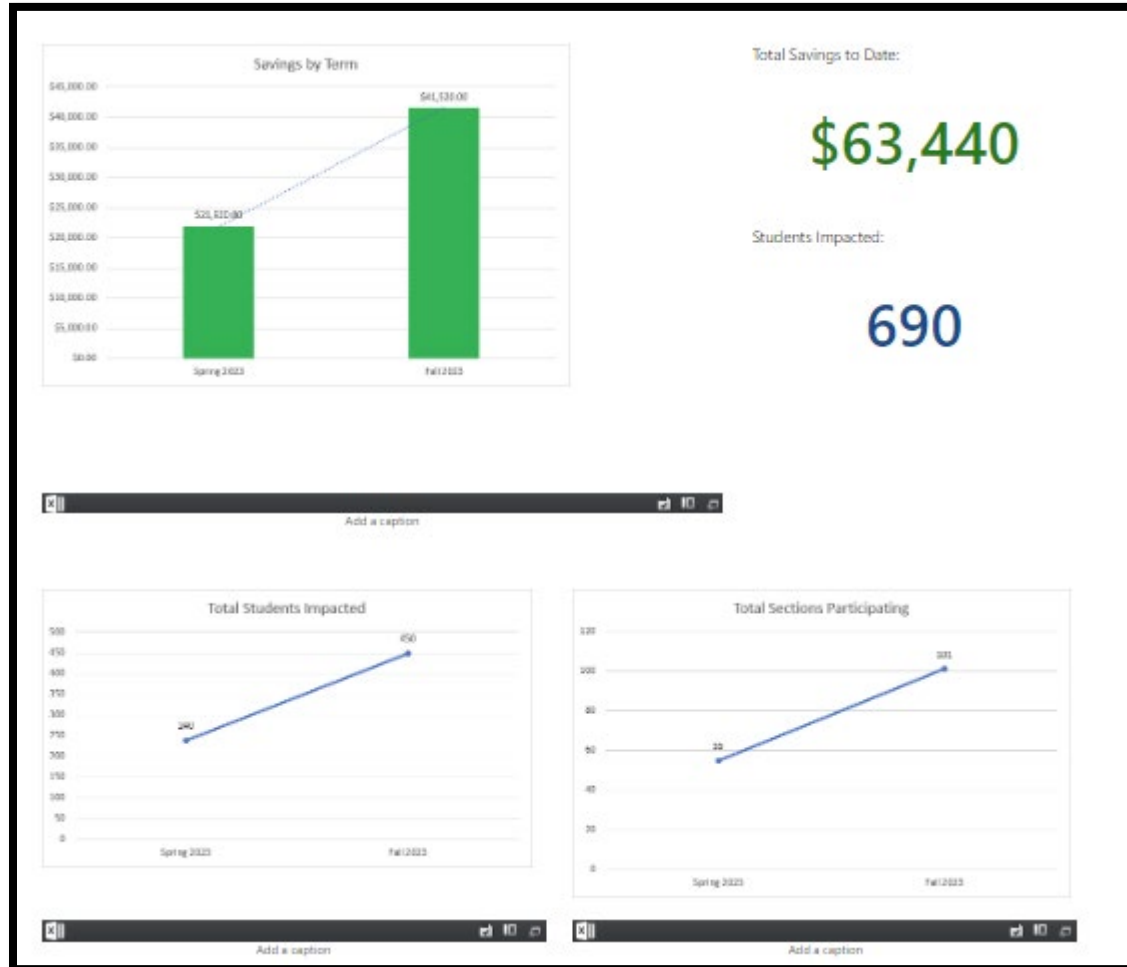 Savings by Term
Total Savings to Date:
$45,000.00
$41,520.00
$40,000.00
$63,440
$35,000.00
$30,000.00
$25,000.00
$20,000.00
Students Impacted:
$15,000.00
$10,000.00
690
$5,000.00
$0.00
Spring 2023
Fall 2023
Add a caption
Total Students Impacted
500
450
450
400
350
300
240
250
200
150
100
50
0
Spring 2023
Fall 2023
Total Sections Participating
120
101
100
80
60
40
20
0
Spring 2023
Fall 2023
Add a caption
Add a caption